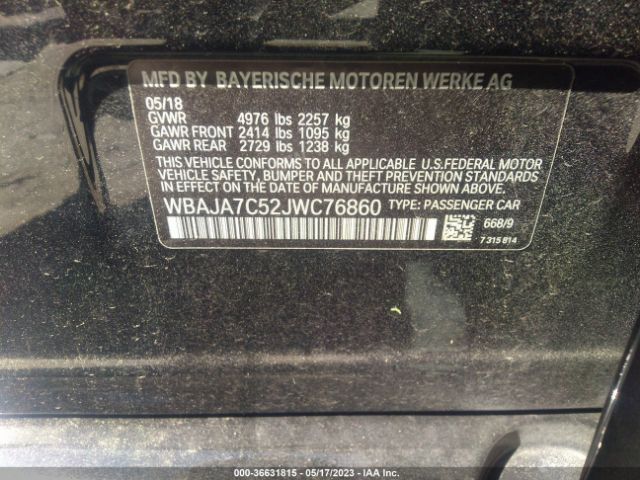 MFD BY BAYERISCHE MOTOREN WERKE AG
05/18
GVWR 4976 lbs 2257 kg
GAWR FRONT 2414 lbs 1095 kg
GAWR REAR 2729 lbs 1238 kg
THIS VEHICLE CONFORMS TO ALL APPLICABLE U.S.FEDERAL MOTOR
VEHICLE SAFETY, BUMPER, AND THEFT PREVENTION
STANDARDS IN EFFECT ON THE DATE OF MANUFACTURE SHOWN ABOVE.
WBAJA7C52JWC76860 TYPE: PASSENGER CAR
668/9
7 315 814
000-36631815 - 05/17/2023 - IAA Inc.